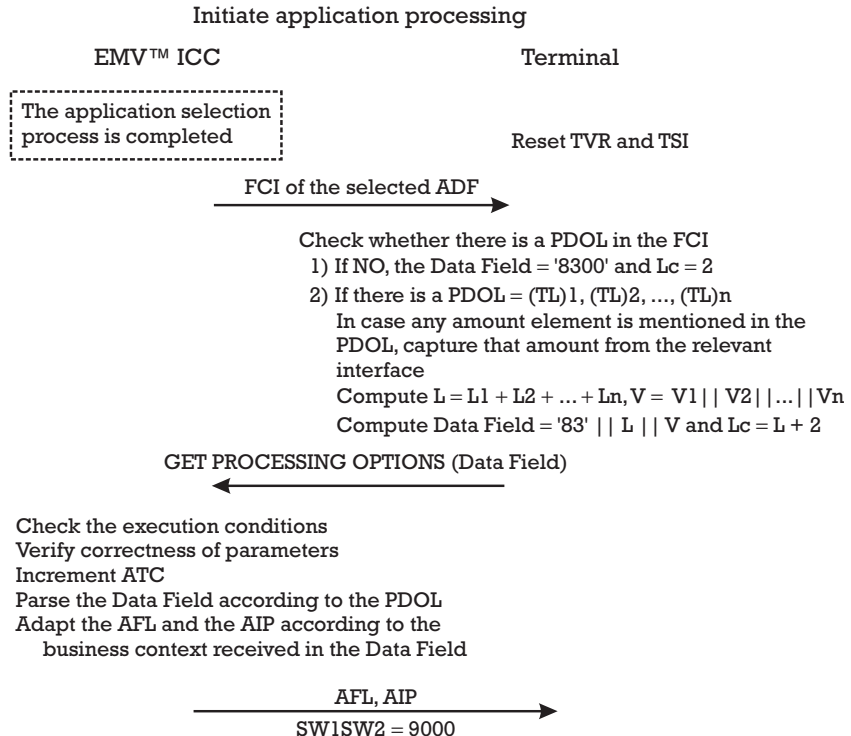 Initiate application processing
EMV™ ICC
Terminal
The application selection
process is completed
Reset TVR and TSI
FCI of the selected ADF
Check whether there is a PDOL in the FCI
1) If NO, the Data Field = '8300' and Lc = 2
2) If there is a PDOL = (TL)1, (TL)2, ..., (TL)n
In case any amount element is mentioned in the
PDOL, capture that amount from the relevant
interface
Compute L = L1 + L2 + ... + Ln, V = V1 | | V2 | |...| | Vn
Compute Data Field = '83' | | L | | V and Lc = L + 2
GET PROCESSING OPTIONS (Data Field)
Check the execution conditions
Verify correctness of parameters
Increment ATC
Parse the Data Field according to the PDOL
Adapt the AFL and the AIP according to the
business context received in the Data Field
AFL, AIP
SW1SW2 = 9000